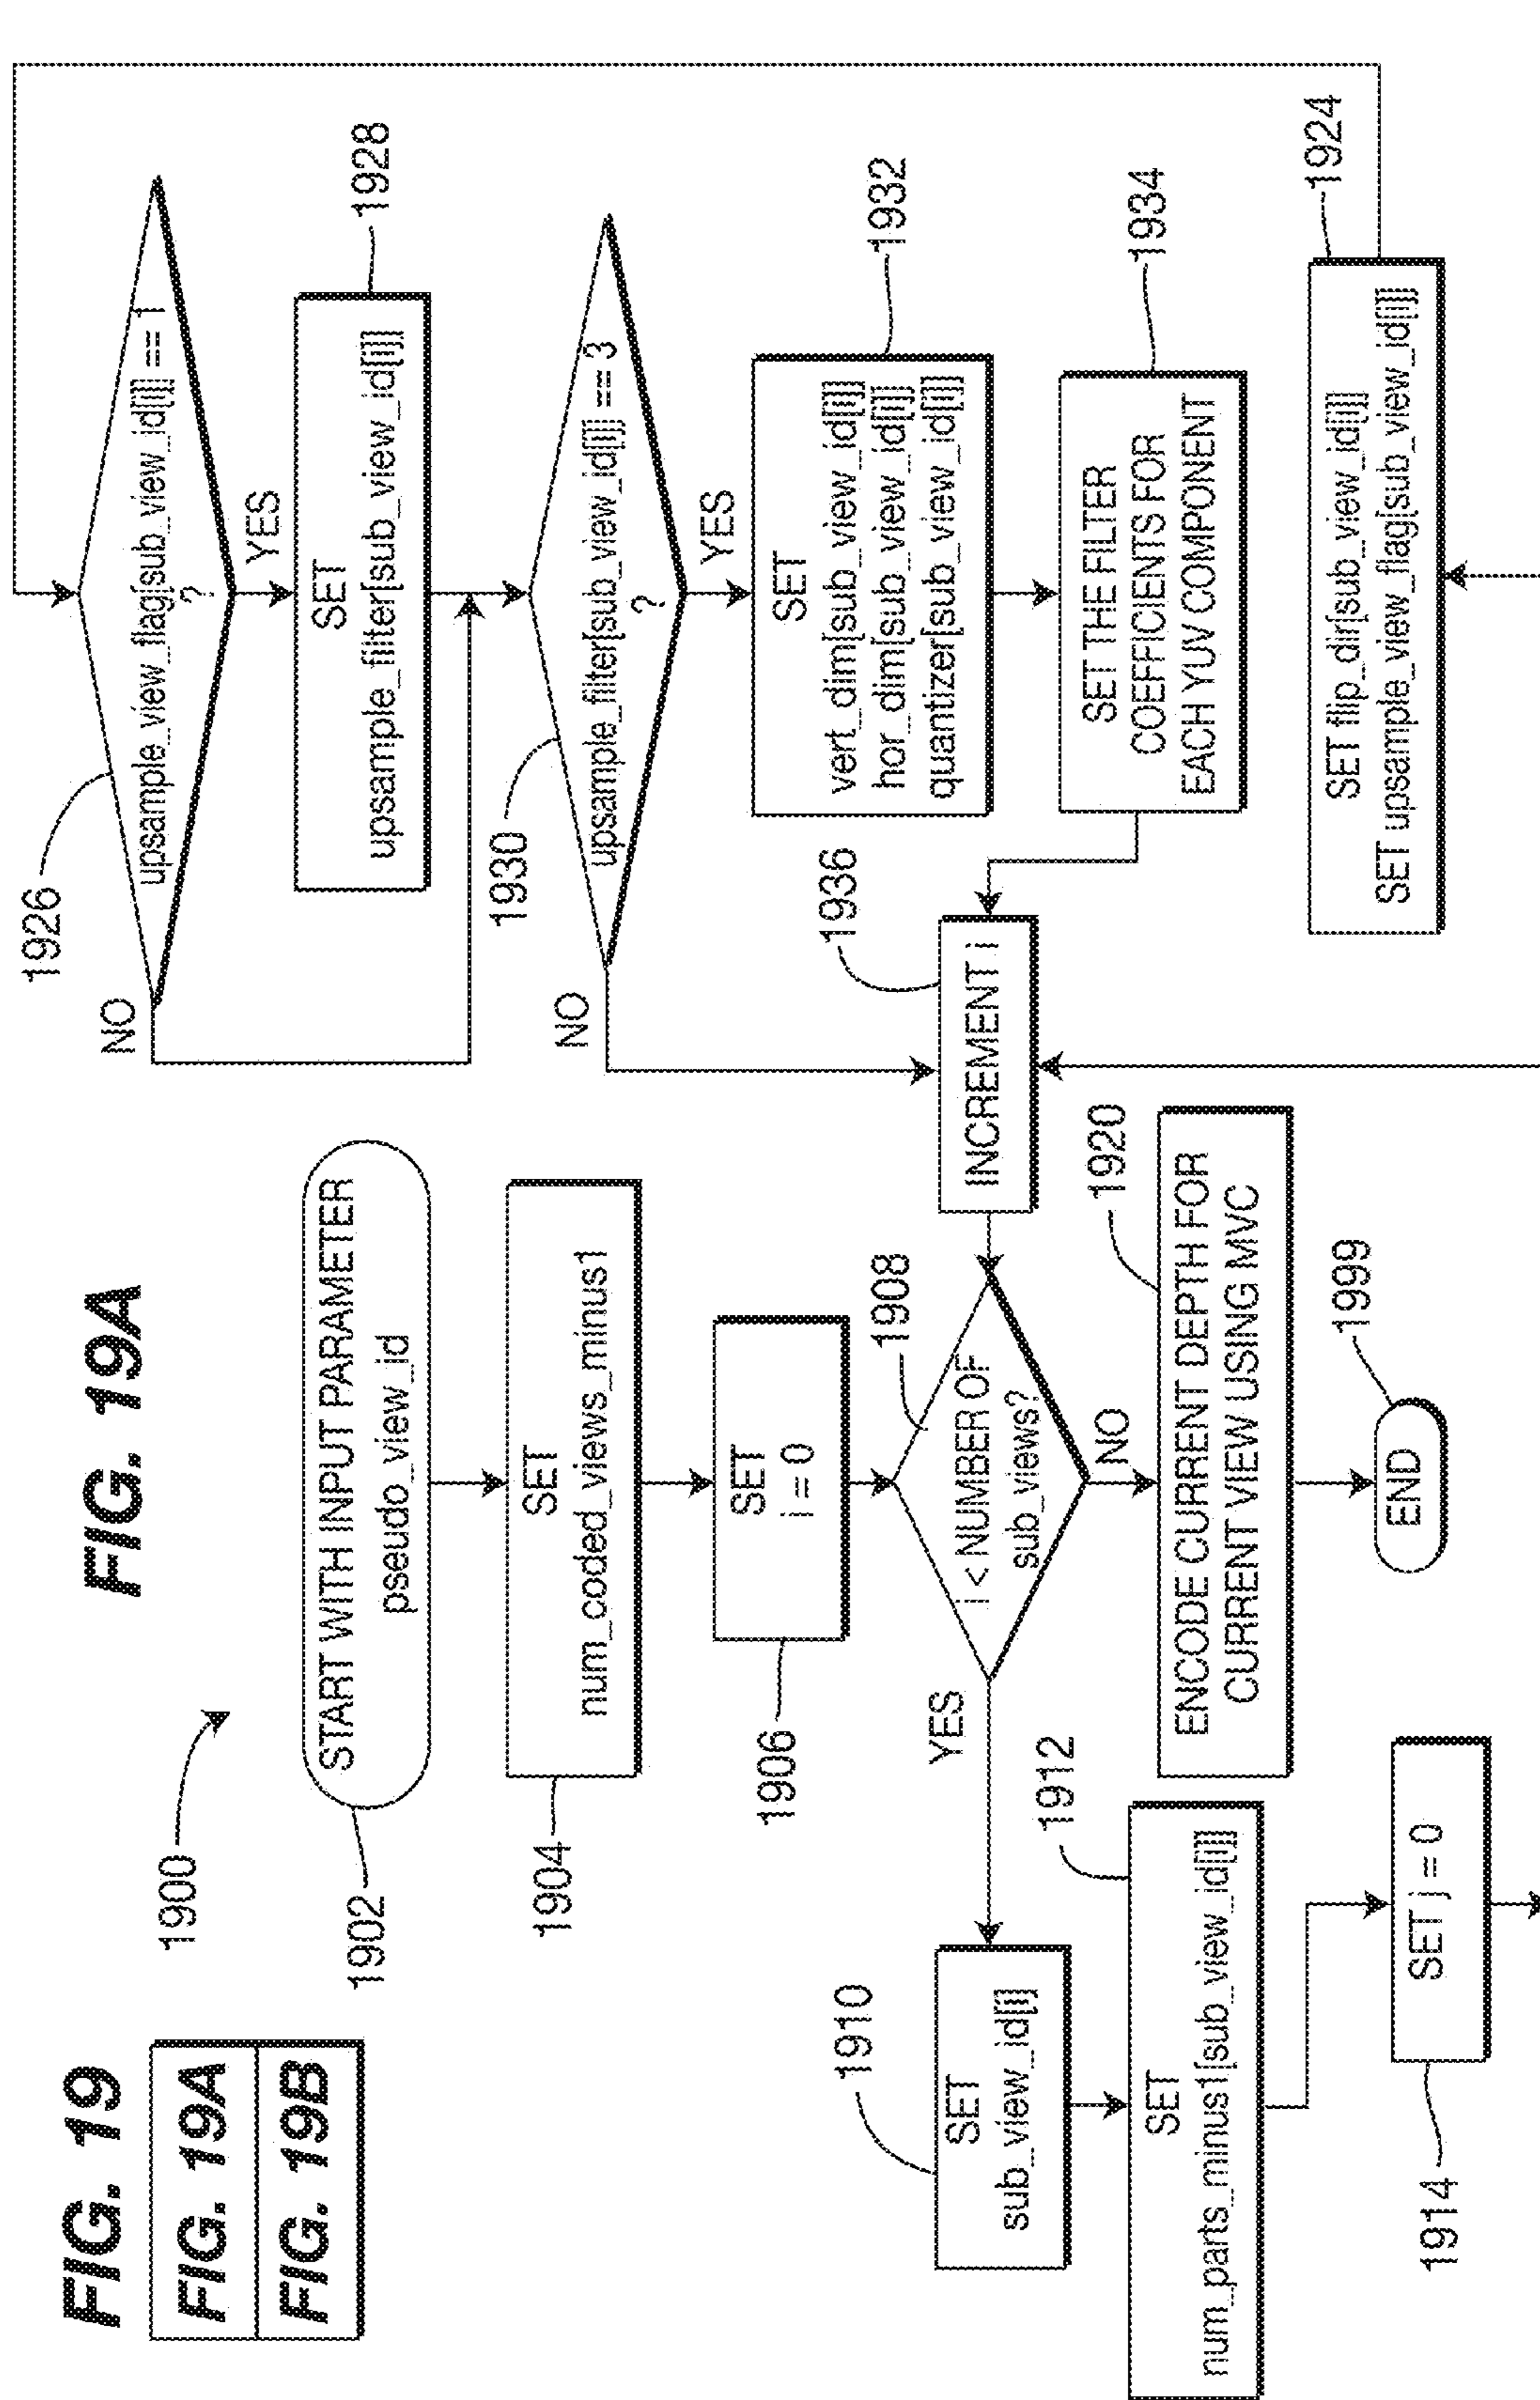 FIG. 19
FIG. 19A
FIG. 19B
FIG. 19A
1900
1902
START WITH INPUT PARAMETER
pseudo_view_id
1904
SET
num_coded_views_minus1
1906
SET
i = 0
1908
i < NUMBER OF
sub_views?
YES
NO
1910
SET
sub_view_id[i]
1912
SET
num_parts_minus1[sub_view_id[i]]
1914
SET j = 0
1920
ENCODE CURRENT DEPTH FOR
CURRENT VIEW USING MVC
1999
END
1926
upsample_view_flag[sub_view_id[i]] == 1
?
NO
YES
1928
SET
upsample_filter[sub_view_id[i]]
1930
upsample_filter[sub_view_id[i]] == 3
?
NO
YES
1932
SET
vert_dim[sub_view_id[i]]
hor_dim[sub_view_id[i]]
quantizer[sub_view_id[i]]
1934
SET THE FILTER
COEFFICIENTS FOR
EACH YUV COMPONENT
1936
INCREMENT i
1924
SET flip_dir[sub_view_id[i]]
SET upsample_view_flag[sub_view_id[i]]